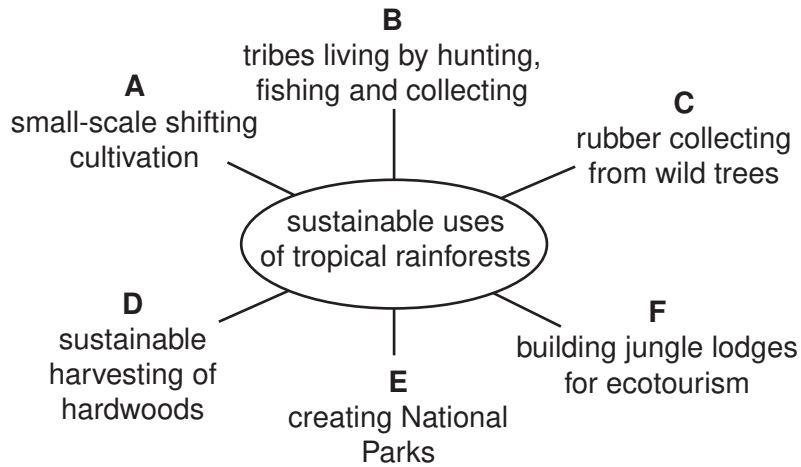 B
tribes living by hunting,
fishing and collecting
A
small-scale shifting
cultivation
C
rubber collecting
from wild trees
sustainable uses
of tropical rainforests
D
sustainable
harvesting of
hardwoods
E
creating National
Parks
F
building jungle lodges
for ecotourism